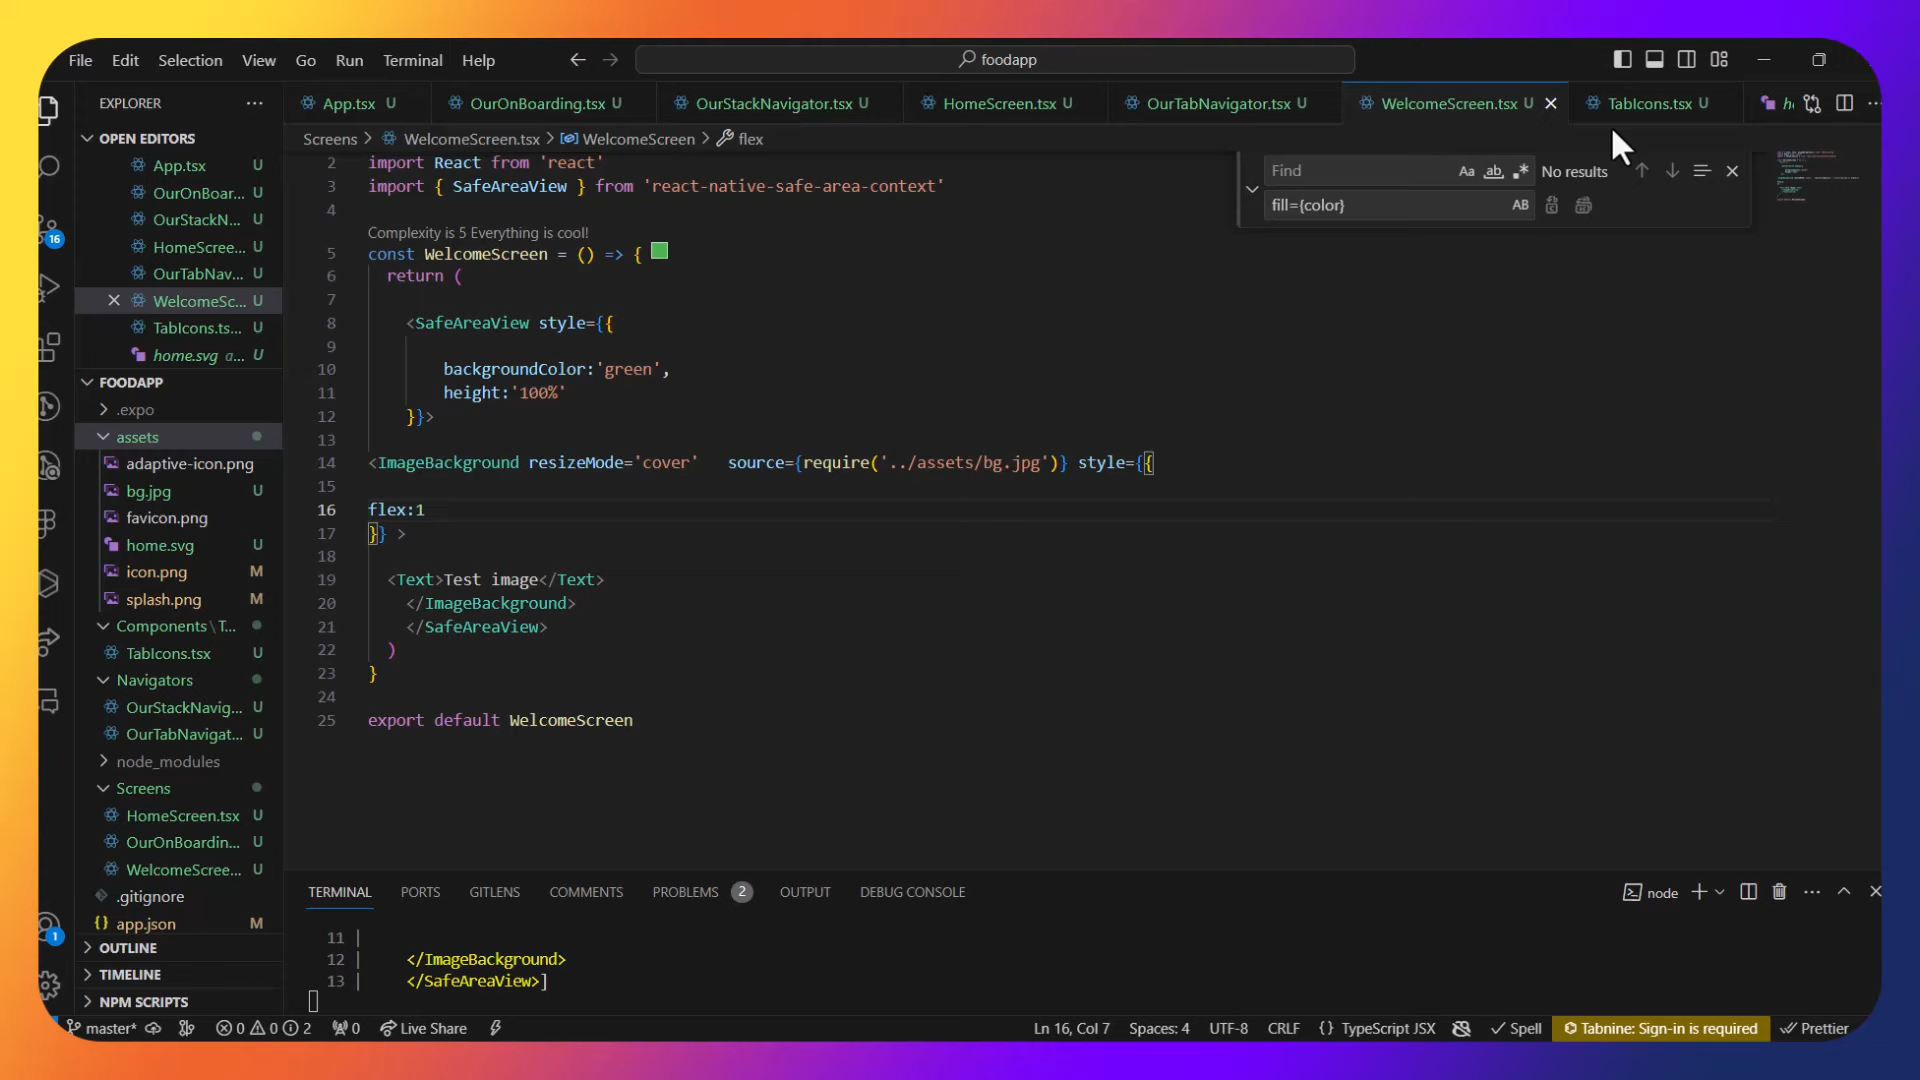 File Edit Selection View Go Run Terminal Help
foodapp
EXPLORER
App.tsx U
OurOnBoarding.tsx U
OurStackNavigator.tsx U
HomeScreen.tsx U
OurTabNavigator.tsx U
WelcomeScreen.tsx U
TabIcons.tsx U
Screens > WelcomeScreen.tsx > WelcomeScreen > flex
Find
Aa ab .*
No results
fill={color}
AB
OPEN EDITORS
App.tsx U
OurOnBoar... U
OurStackN... U
HomeScree... U
OurTabNav... U
WelcomeSc... U
TabIcons.ts... U
home.svg a... U
FOODAPP
.expo
assets
adaptive-icon.png
bg.jpg U
favicon.png
home.svg U
icon.png M
splash.png M
Components\T...
TabIcons.tsx U
Navigators
OurStackNavig... U
OurTabNavigat... U
node_modules
Screens
HomeScreen.tsx U
OurOnBoardin... U
WelcomeScree... U
.gitignore
app.json M
OUTLINE
TIMELINE
NPM SCRIPTS
16
1
2 import React from 'react'
3 import { SafeAreaView } from 'react-native-safe-area-context'
4
Complexity is 5 Everything is cool!
5 const WelcomeScreen = () => {
6 return (
7
8 <SafeAreaView style={{
9
10 backgroundColor:'green',
11 height:'100%'
12 }}>
13
14 <ImageBackground resizeMode='cover' source={require('../assets/bg.jpg')} style={{
15
16 flex:1
17 }} >
18
19 <Text>Test image</Text>
20 </ImageBackground>
21 </SafeAreaView>
22 )
23 }
24
25 export default WelcomeScreen
TERMINAL PORTS GITLENS COMMENTS PROBLEMS 2 OUTPUT DEBUG CONSOLE
node
11 |
12 | </ImageBackground>
13 | </SafeAreaView>]
master* 0 0 2 0 Live Share Ln 16, Col 7 Spaces: 4 UTF-8 CRLF {} TypeScript JSX Spell Tabnine: Sign-in is required Prettier